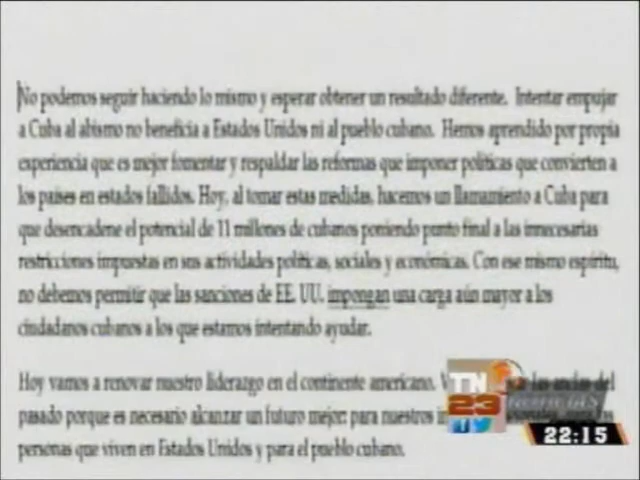 No podemos seguir haciendo lo mismo y esperar obtener un resultado diferente. Intentar empujar
a Cuba al abismo no beneficia a Estados Unidos ni al pueblo cubano. Hemos aprendido por propia
experiencia que es mejor fomentar y respaldar las reformas que imponer políticas que convierten a
los países en estados fallidos. Hoy, al tomar estas medidas, hacemos un llamamiento a Cuba para
que desencadene el potencial de 11 millones de cubanos poniendo punto final a las innecesarias
restricciones impuestas en sus actividades políticas, sociales y económicas. Con ese mismo espíritu,
no debemos permitir que las sanciones de EE. UU. impongan una carga aún mayor a los
ciudadanos cubanos a los que estamos intentando ayudar.
Hoy vamos a renovar nuestro liderazgo en el continente americano. las anclas del
pasado porque es necesario alcanzar un futuro mejor: para nuestros
personas que viven en Estados Unidos y para el pueblo cubano.
TN
23
TV
NOTICIAS
22:15